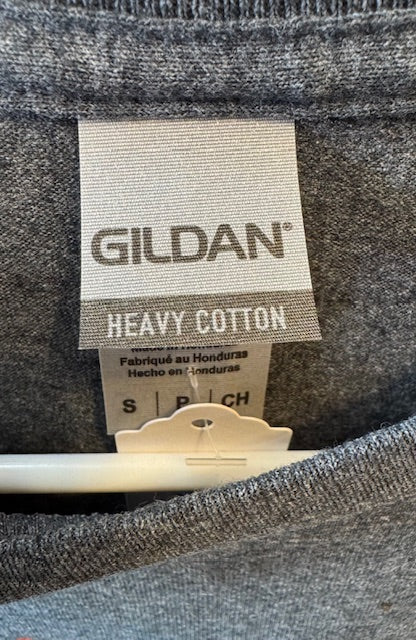 GILDAN®
HEAVY COTTON
Fabriqué au Honduras
Hecho en Honduras
S | P | CH